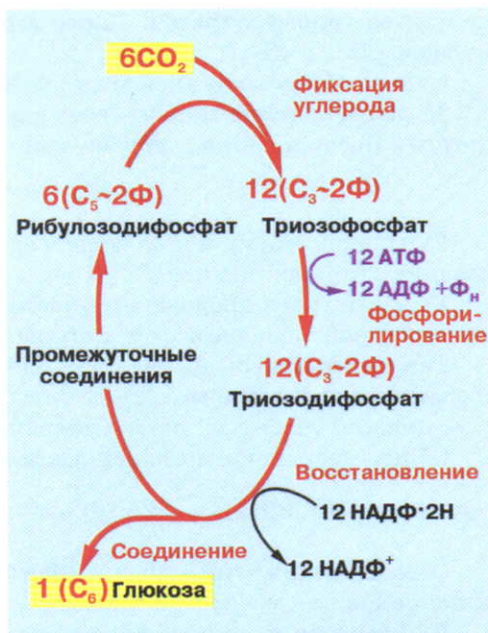 6CO₂
Фиксация
углерода
6(C₅~2Ф)
Рибулозодифосфат
12(C₃~2Ф)
Триозофосфат
12 АТФ
12 АДФ +Фн
Фосфори-
лирование
Промежуточные
соединения
12(C₃~2Ф)
Триозодифосфат
Восстановление
12 НАДФ·2Н
12 НАДФ⁺
Соединение
1 (C₆) Глюкоза